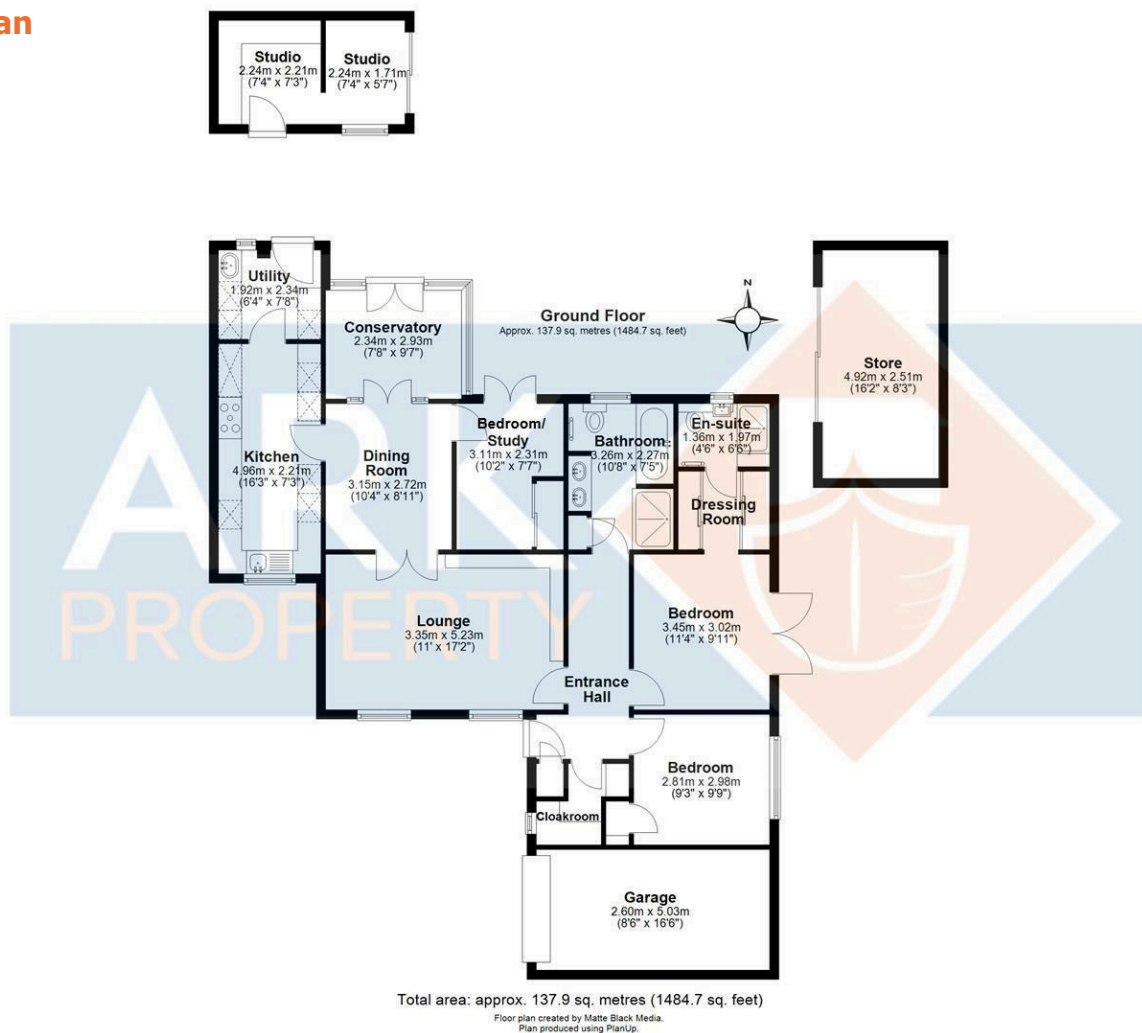 an
Studio
2.24m x 2.21m
(7'4" x 7'3")
Studio
2.24m x 1.71m
(7'4" x 5'7")
Utility
1.92m x 2.34m
(6'4" x 7'8")
Conservatory
2.34m x 2.93m
(7'8" x 9'7")
Ground Floor
Approx. 137.9 sq. metres (1484.7 sq. feet)
N
Store
4.92m x 2.51m
(16'2" x 8'3")
Kitchen
4.96m x 2.21m
(16'3" x 7'3")
Dining
Room
3.15m x 2.72m
(10'4" x 8'11")
Bedroom/
Study
3.11m x 2.31m
(10'2" x 7'7")
Bathroom
3.26m x 2.27m
(10'8" x 7'5")
En-suite
1.36m x 1.97m
(4'6" x 6'6")
Dressing
Room
ARK
PROPERTY
Lounge
3.35m x 5.23m
(11' x 17'2")
Entrance
Hall
Bedroom
3.45m x 3.02m
(11'4" x 9'11")
Bedroom
2.81m x 2.98m
(9'3" x 9'9")
Cloakroom
Garage
2.60m x 5.03m
(8'6" x 16'6")
Total area: approx. 137.9 sq. metres (1484.7 sq. feet)
Floor plan created by Matte Black Media.
Plan produced using PlanUp.